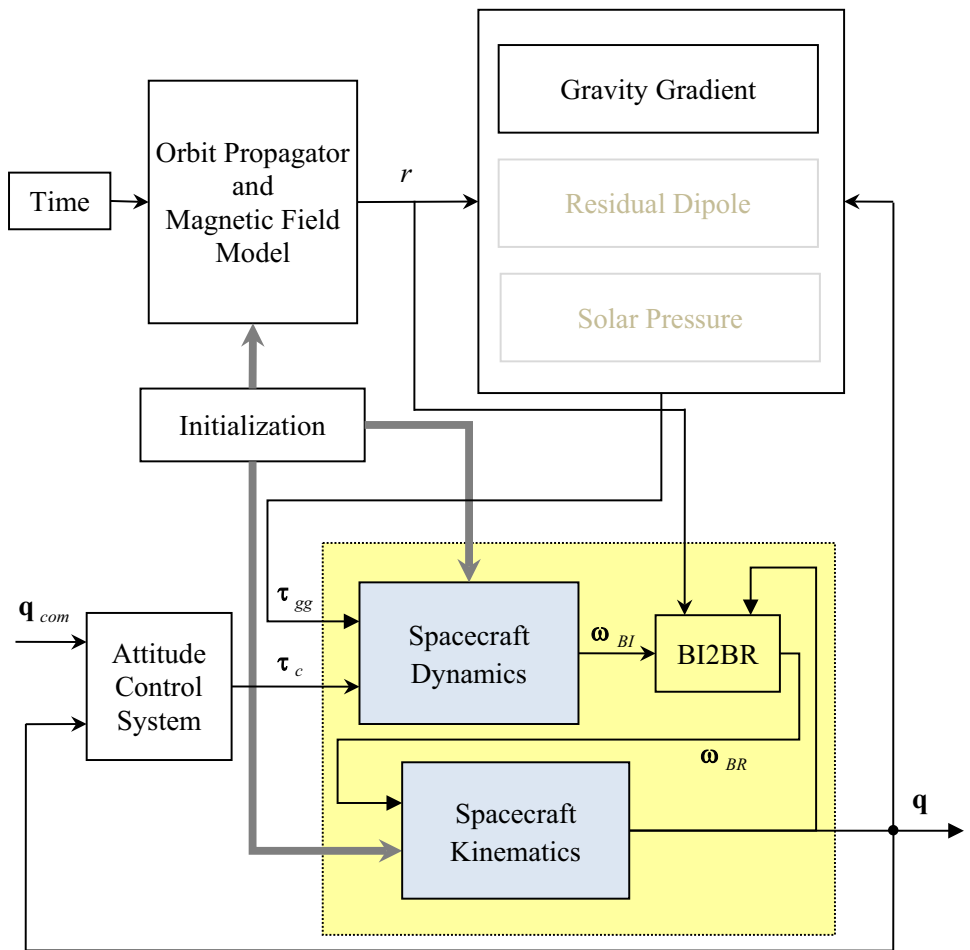 Gravity Gradient
Orbit Propagator
and
Magnetic Field
Model
r
Time
Residual Dipole
Solar Pressure
Initialization
τ gg
q com
Spacecraft
Dynamics
ω BI
BI2BR
Attitude
Control
System
τ c
ω BR
Spacecraft
Kinematics
q